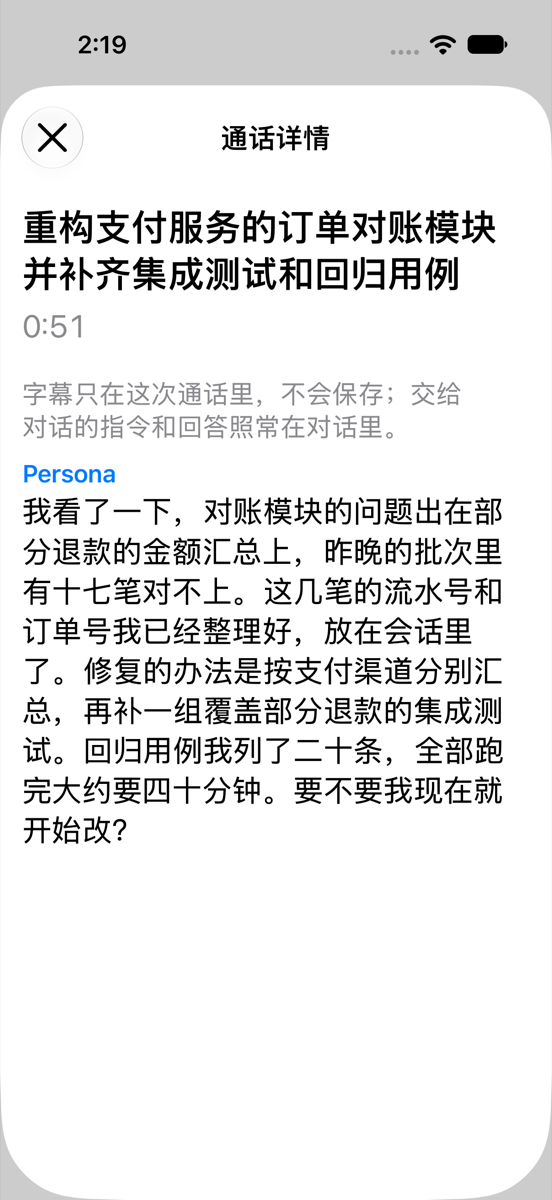 2:19
通话详情
重构支付服务的订单对账模块
并补齐集成测试和回归用例
0:51
字幕只在这次通话里，不会保存；交给
对话的指令和回答照常在对话里。
Persona
我看了一下，对账模块的问题出在部
分退款的金额汇总上，昨晚的批次里
有十七笔对不上。这几笔的流水号和
订单号我已经整理好，放在会话里
了。修复的办法是按支付渠道分别汇
总，再补一组覆盖部分退款的集成测
试。回归用例我列了二十条，全部跑
完大约要四十分钟。要不要我现在就
开始改?